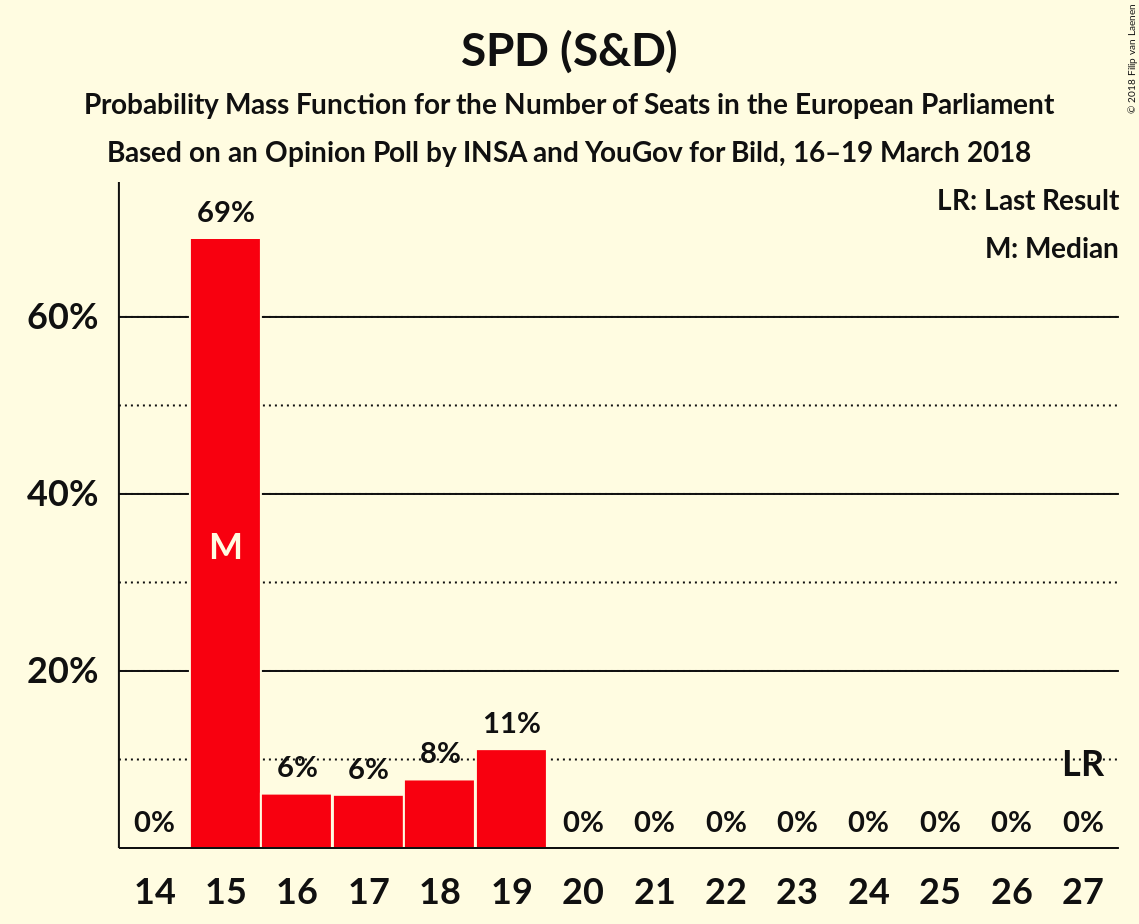 SPD (S&D)
Probability Mass Function for the Number of Seats in the European Parliament
Based on an Opinion Poll by INSA and YouGov for Bild, 16–19 March 2018
© 2018 Filip van Laenen
LR: Last Result
M: Median
69%
60%
40%
M
20%
11%
8%
6%
6%
LR
0%
0%
0%
0%
0%
0%
0%
0%
0%
14 15 16 17 18 19 20 21 22 23 24 25 26 27